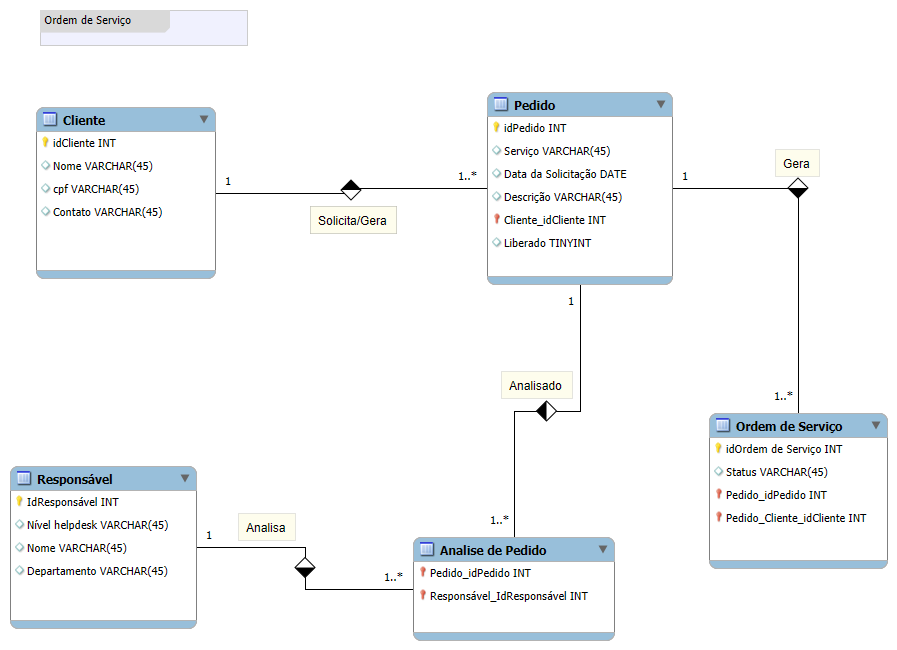 Ordem de Serviço
Cliente
idCliente INT
Nome VARCHAR(45)
cpf VARCHAR(45)
Contato VARCHAR(45)
1
Solicita/Gera
1..*
Pedido
idPedido INT
Serviço VARCHAR(45)
Data da Solicitação DATE
Descrição VARCHAR(45)
Cliente_idCliente INT
Liberado TINYINT
1
Gera
1..*
Ordem de Serviço
idOrdem de Serviço INT
Status VARCHAR(45)
Pedido_idPedido INT
Pedido_Cliente_idCliente INT
1
Analisado
1..*
Responsável
IdResponsável INT
Nível helpdesk VARCHAR(45)
Nome VARCHAR(45)
Departamento VARCHAR(45)
1
Analisa
1..*
Analise de Pedido
Pedido_idPedido INT
Responsável_IdResponsável INT